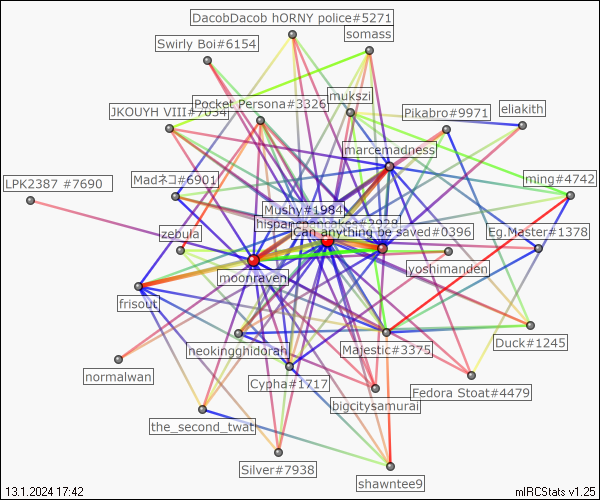 DacobDacob hORNY police#5271
somass
Swirly Boi#6154
mukszi
Pocket Persona#3326
JKOUYH VIII#7034
Pikabro#9971
eliakith
marcemadness
LPK2387 #7690
Madネコ#6901
ming#4742
Mushy#1984
hispanicpancake#2928
zebula
Can anything be saved#0396
Eg.Master#1378
yoshimanden
moonraven
frisout
neokingghidorah
Majestic#3375
Duck#1245
normalwan
Cypha#1717
Fedora Stoat#4479
bigcitysamurai
the_second_twat
Silver#7938
shawntee9
13.1.2024 17:42
mIRCStats v1.25